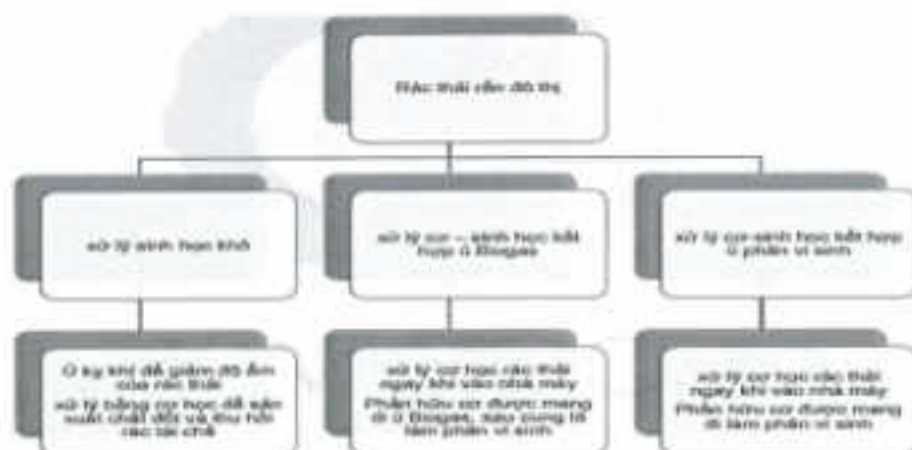 Rác thải rắn đô thị
xử lý sinh học khô
xử lý cơ – sinh học kết
hợp ủ Biogas
xử lý cơ-sinh học kết hợp
ủ phân vi sinh
Ủ kỵ khí để giảm độ ẩm
của rác thải
xử lý bằng cơ học để sản
xuất chất đốt và thu hồi
rác tái chế
xử lý cơ học rác thải
ngay khi vào nhà máy
Phần hữu cơ được mang
đi ủ Biogas, sau cùng là
làm phân vi sinh
xử lý cơ học rác thải
ngay khi vào nhà máy
Phần hữu cơ được mang
đi làm phân vi sinh